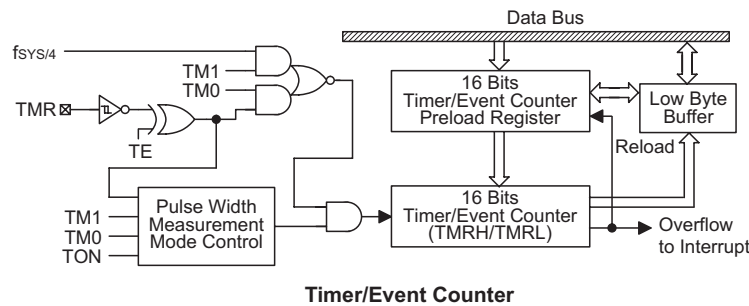 Data Bus
fSYS/4
TM1
TM0
TMR
TE
16 Bits
Timer/Event Counter
Preload Register
Low Byte
Buffer
Reload
TM1
TM0
TON
Pulse Width
Measurement
Mode Control
16 Bits
Timer/Event Counter
(TMRH/TMRL)
Overflow
to Interrupt
Timer/Event Counter